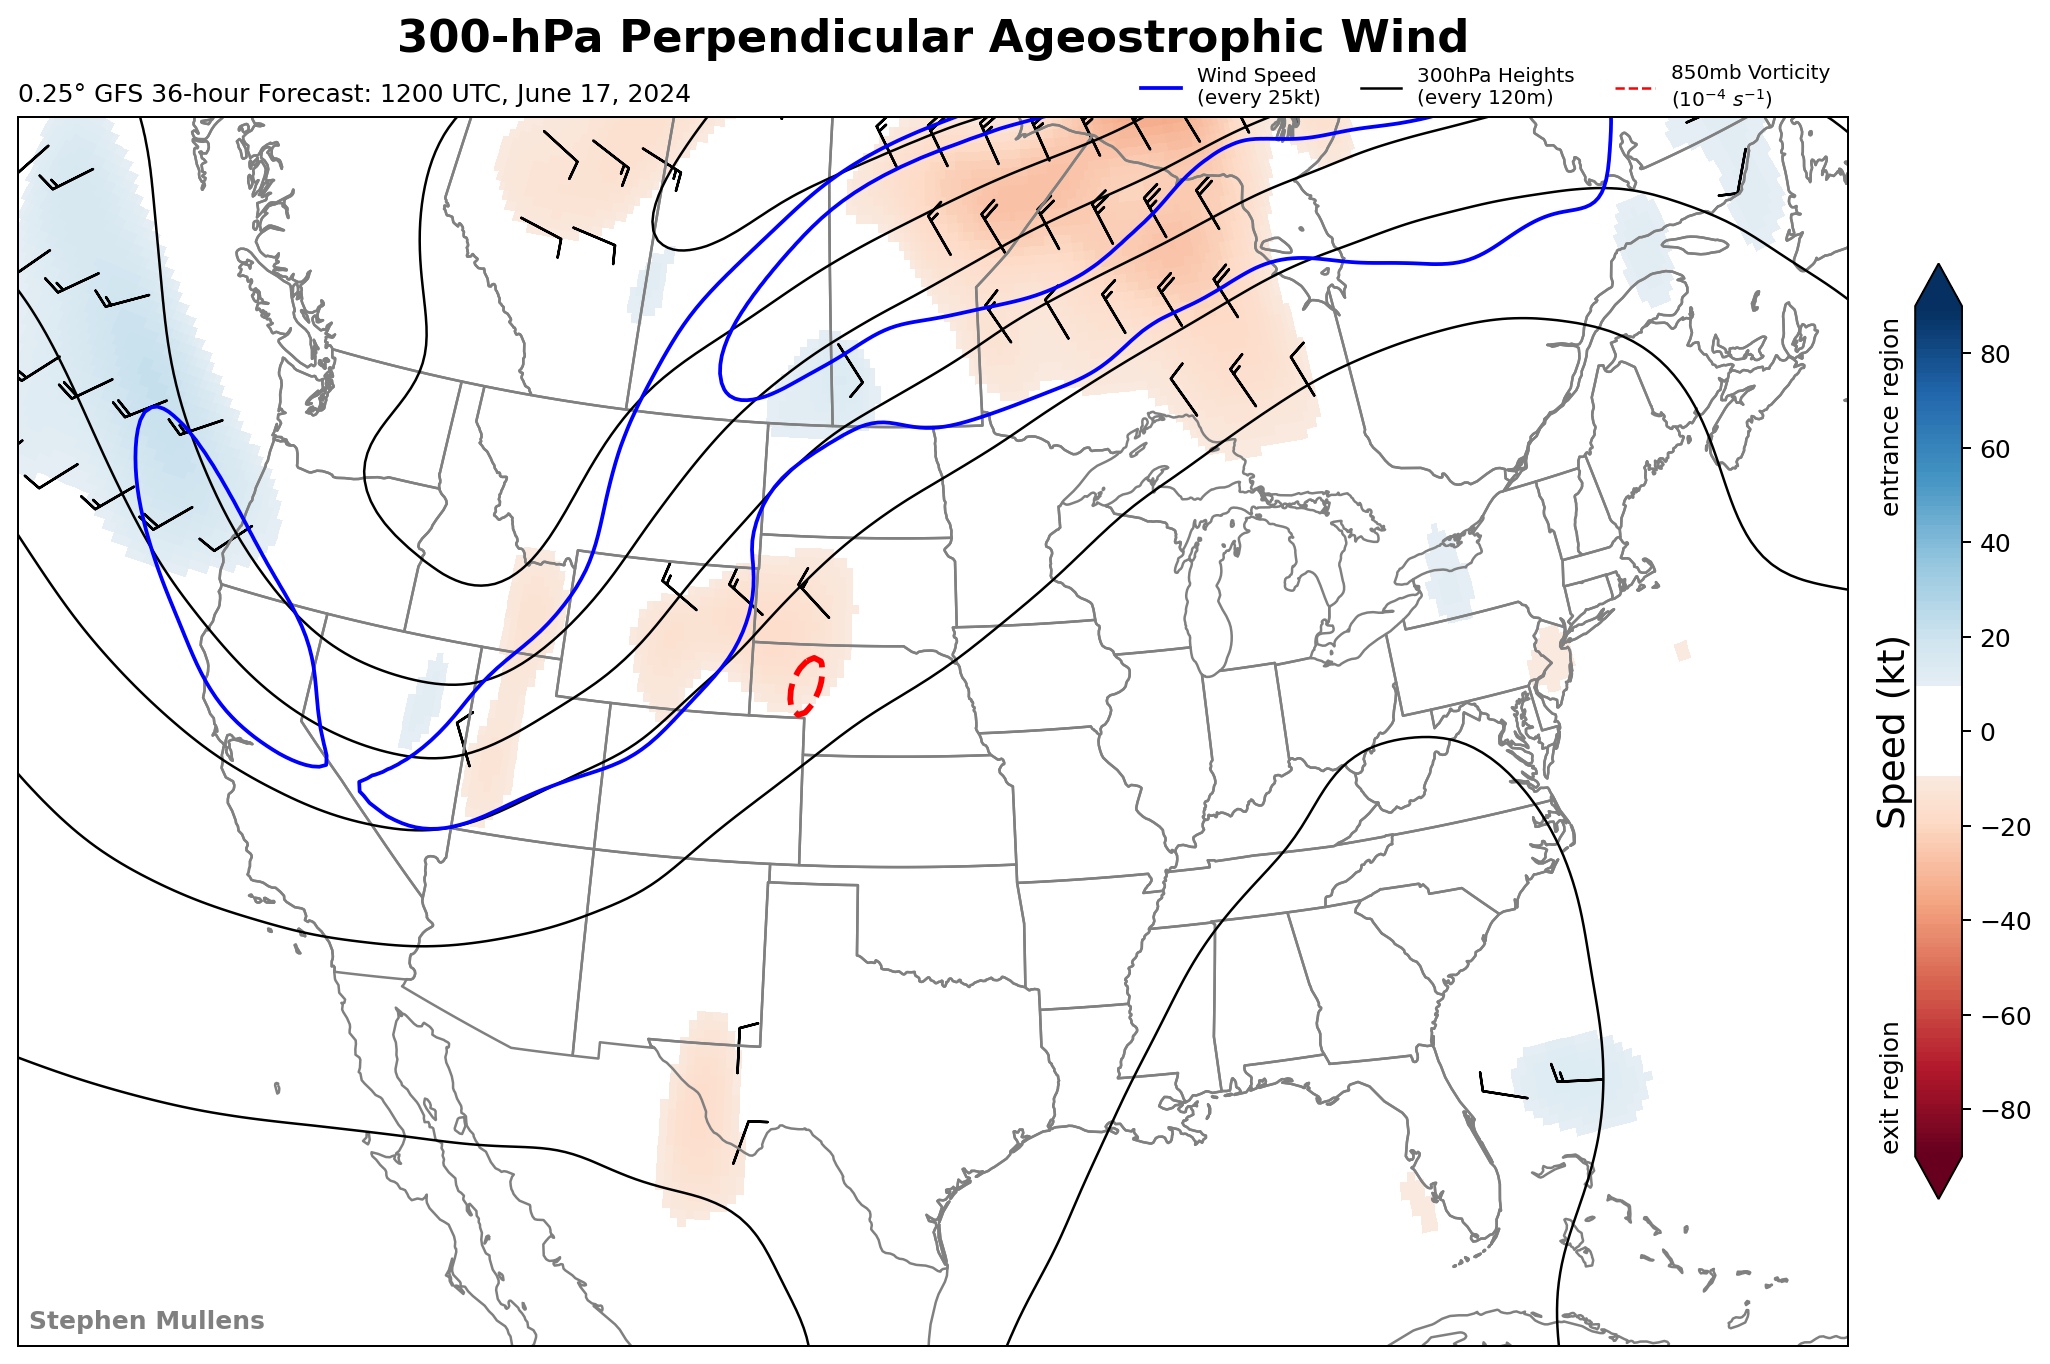 300-hPa Perpendicular Ageostrophic Wind
0.25° GFS 36-hour Forecast: 1200 UTC, June 17, 2024
Wind Speed
(every 25kt)
300hPa Heights
(every 120m)
850mb Vorticity
(10⁻⁴ s⁻¹)
entrance region
Speed (kt)
exit region
80
60
40
20
0
−20
−40
−60
−80
Stephen Mullens